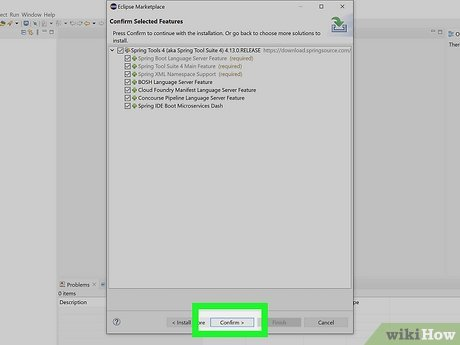 Eclipse Marketplace
ect Run Window Help
Confirm Selected Features
Press Confirm to continue with the installation. Or go back to choose more solutions to
install.
Spring Tools 4 (aka Spring Tool Suite 4) 4.13.0.RELEASE https://download.springsource.com/
Spring Boot Language Server Feature (required)
Spring Tool Suite 4 Main Feature (required)
Spring XML Namespace Support (required)
BOSH Language Server Feature
Cloud Foundry Manifest Language Server Feature
Concourse Pipeline Language Server Feature
Spring IDE Boot Microservices Dash
Ther
Problems
0 items
Description
pe
? < Install ore Confirm > Finish Cancel
wikiHow